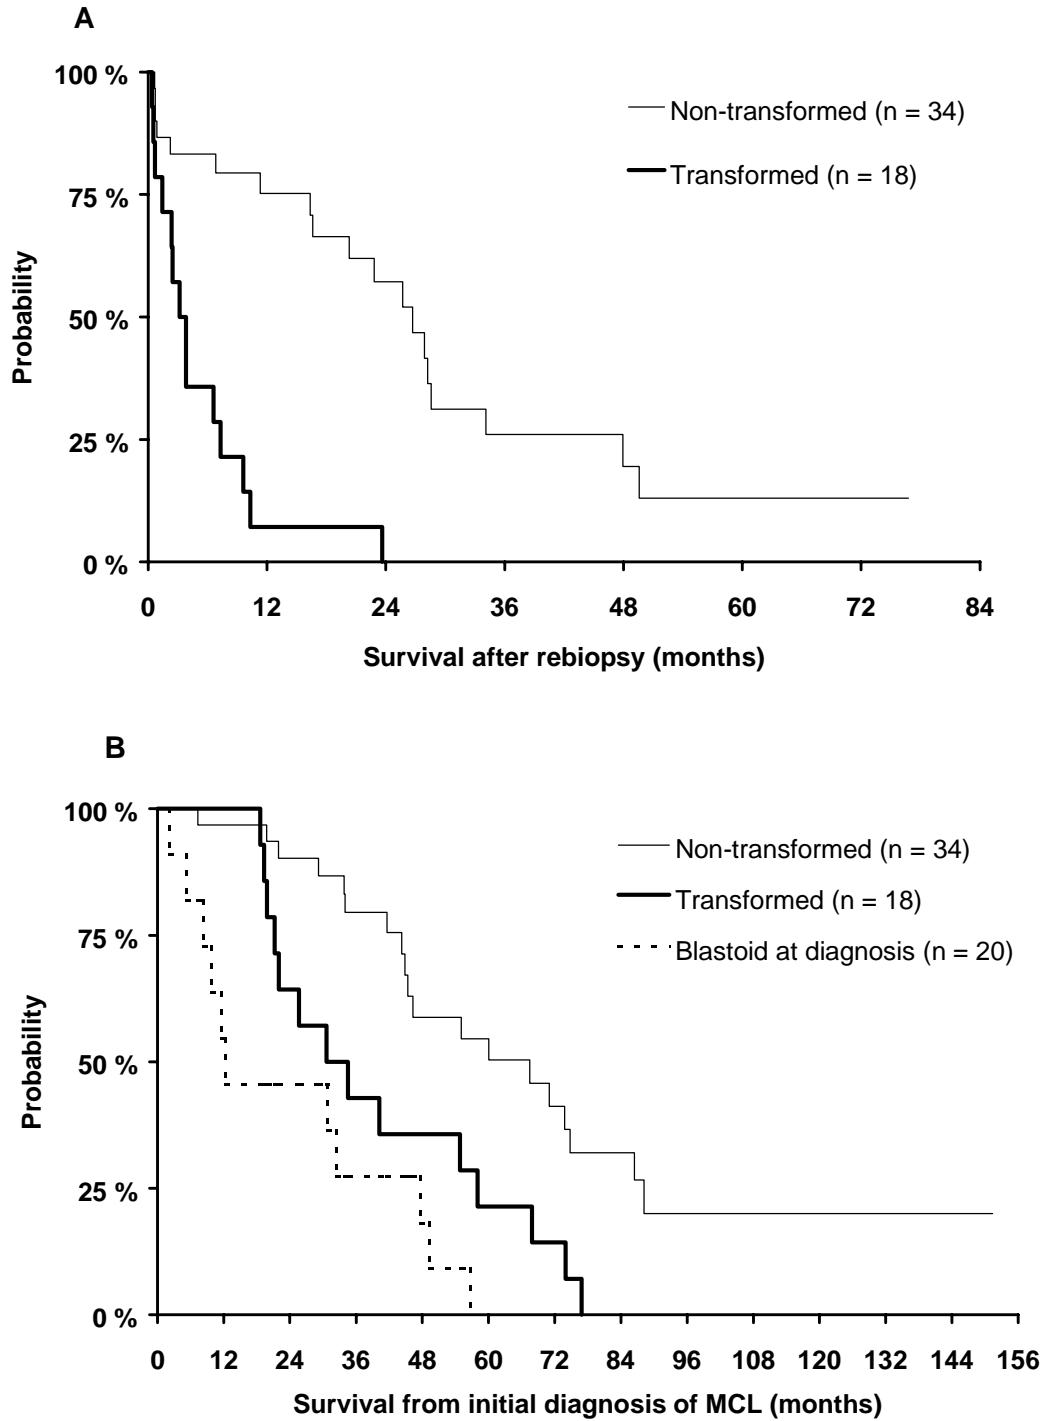 A
100 %
75 %
50 %
25 %
0 %
Probability
Non-transformed (n = 34)
Transformed (n = 18)
0 12 24 36 48 60 72 84
Survival after rebiopsy (months)
B
100 %
75 %
50 %
25 %
0 %
Probability
Non-transformed (n = 34)
Transformed (n = 18)
Blastoid at diagnosis (n = 20)
0 12 24 36 48 60 72 84 96 108 120 132 144 156
Survival from initial diagnosis of MCL (months)